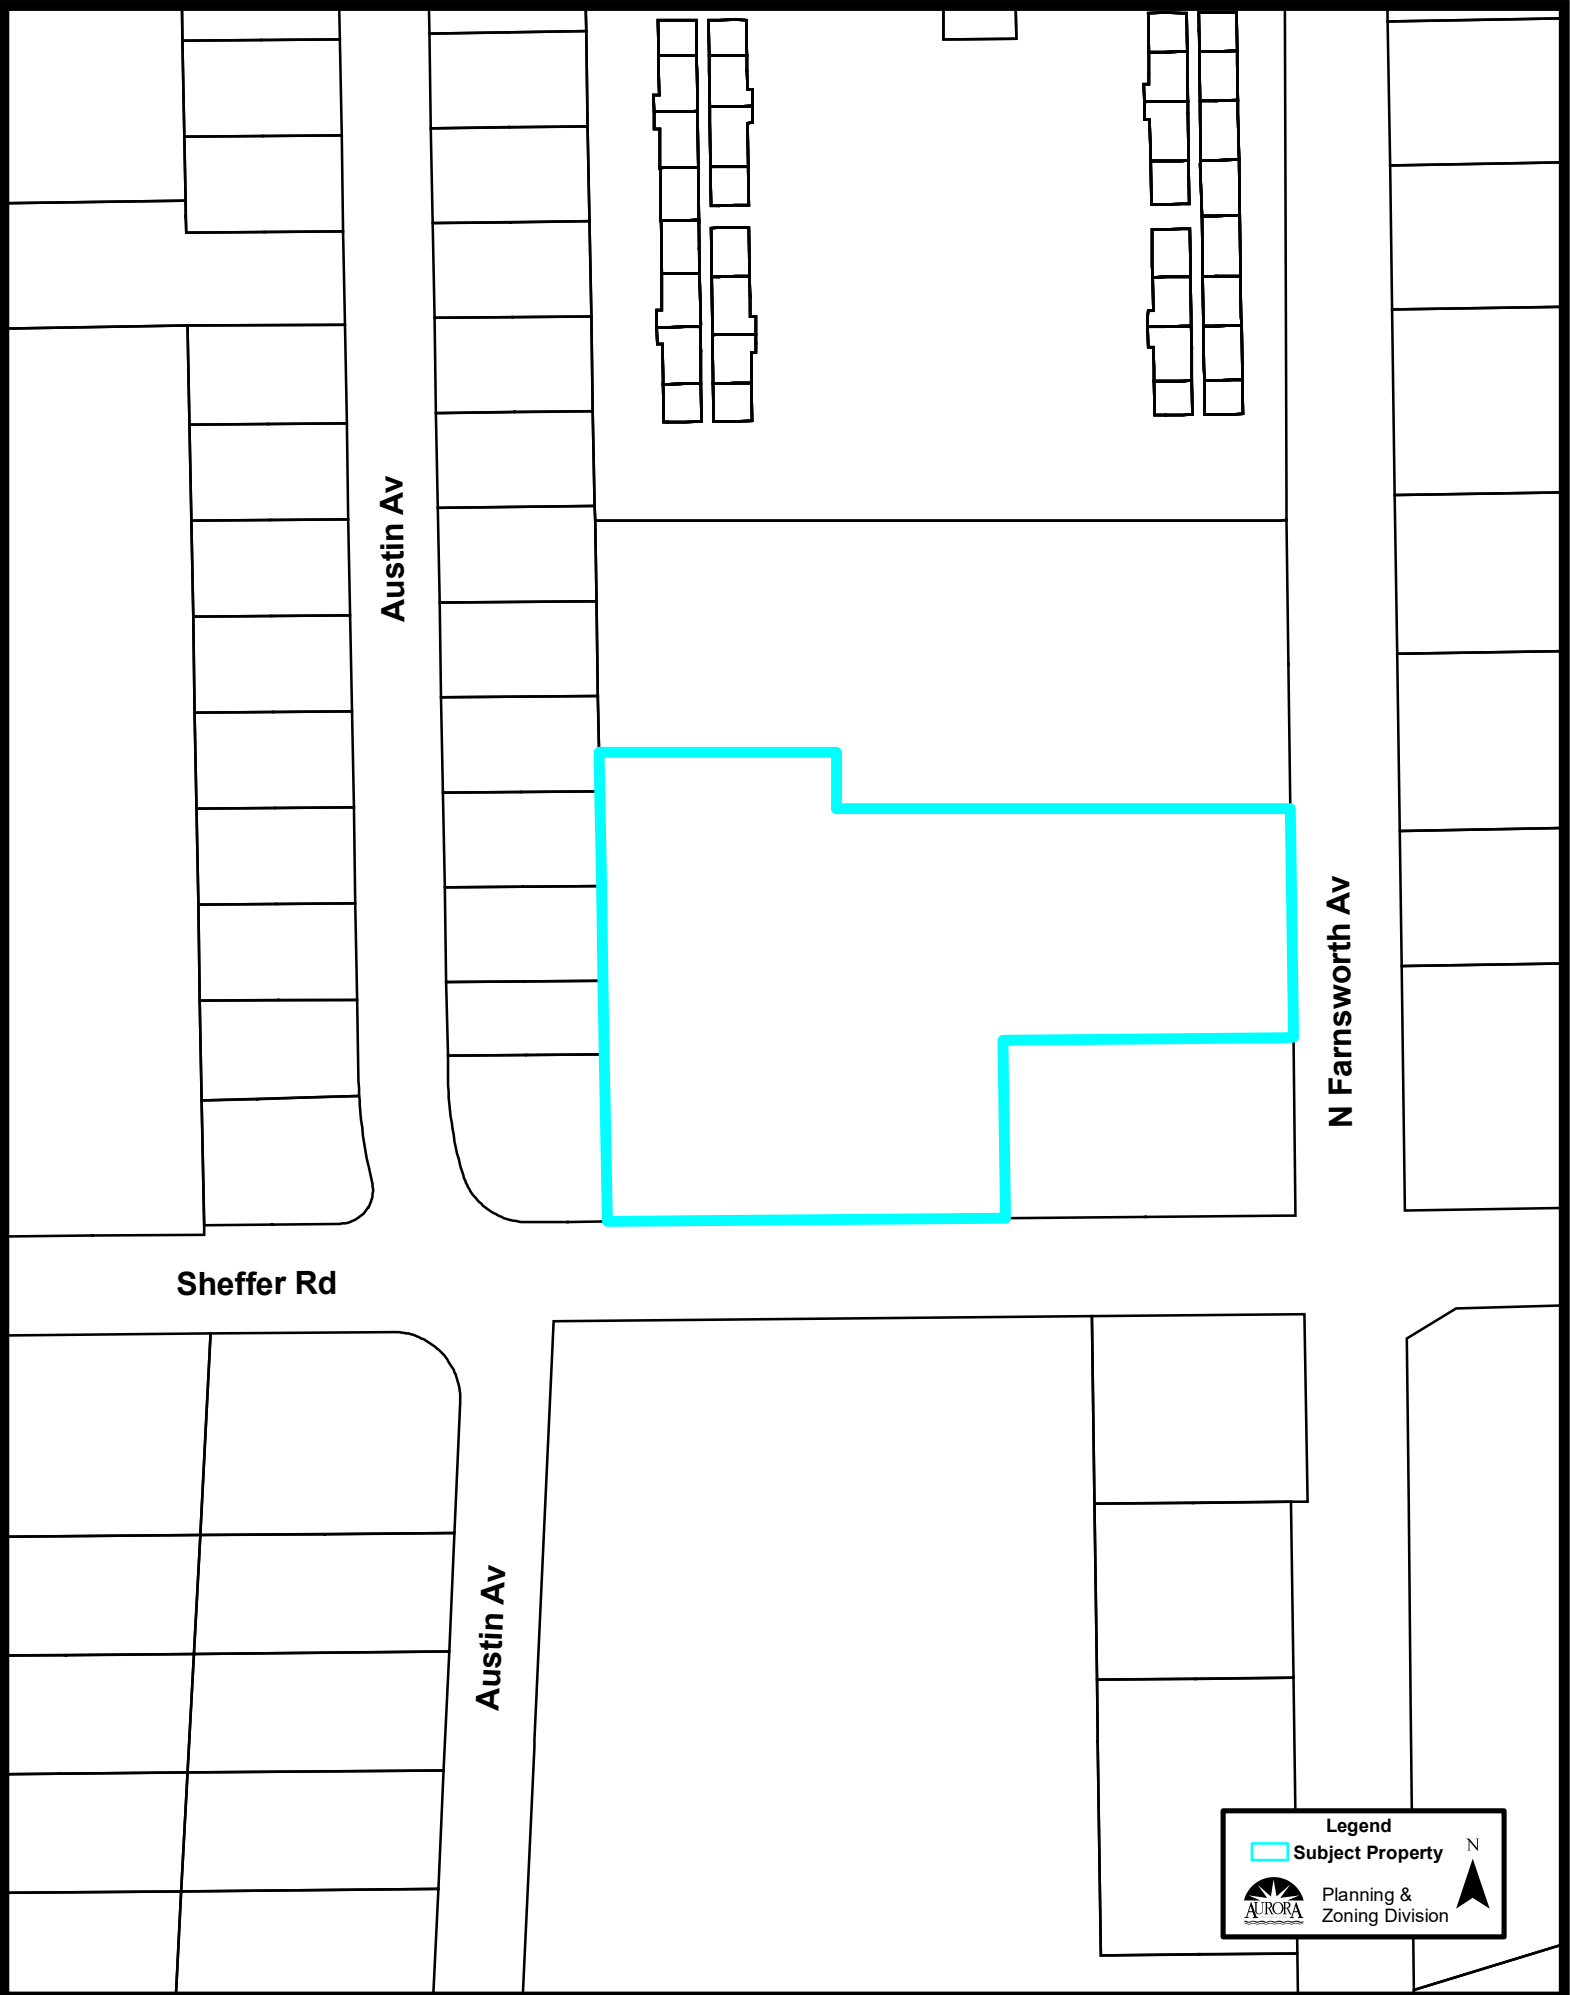 Austin Av
N Farnsworth Av
Sheffer Rd
Austin Av
Legend
Subject Property
N
AURORA
Planning &
Zoning Division